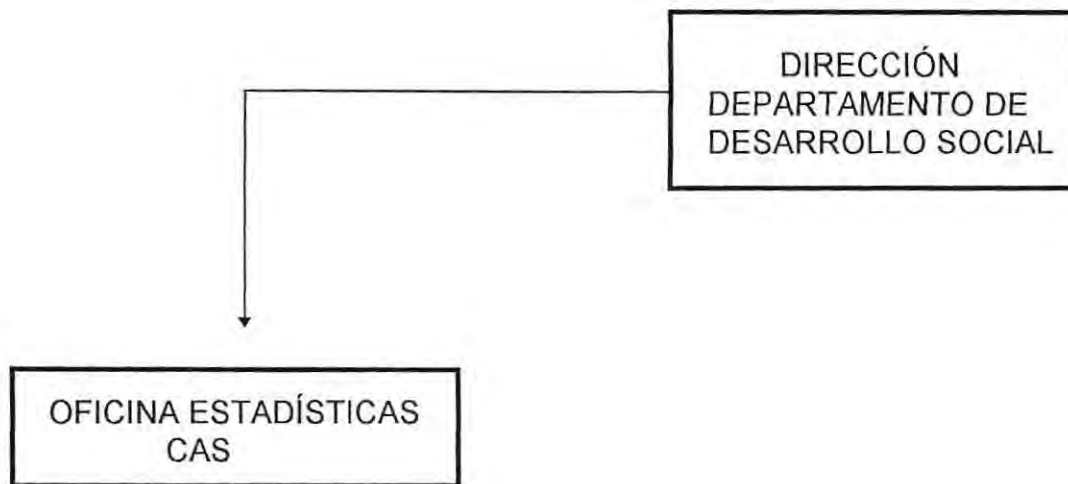 DIRECCIÓN
DEPARTAMENTO DE
DESARROLLO SOCIAL
OFICINA ESTADÍSTICAS
CAS